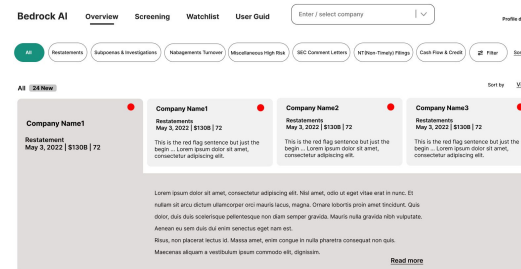 Bedrock AI Overview Screening Watchlist User Guid Enter / select company
Profile d
All Restatements Subpoenas & Investigations Nabagements Turnover Miscellaneous High Risk SEC Comment Letters NT(Non-Timely) Filings Cash Flow & Credit Filter
All 24 New Sort by
Company Name1
Restatement
May 3, 2022 | $130B | 72
Company Name1
Restatements
May 3, 2022 | $130B | 72
This is the red flag sentence but just the
begin ... Lorem ipsum dolor sit amet,
consectetur adipiscing elit.
Company Name2
Restatements
May 3, 2022 | $130B | 72
This is the red flag sentence but just the
begin ... Lorem ipsum dolor sit amet,
consectetur adipiscing elit.
Company Name3
Restatements
May 3, 2022 | $130B | 72
This is the red flag sentence but just the
begin ... Lorem ipsum dolor sit amet,
consectetur adipiscing elit.
Lorem ipsum dolor sit amet, consectetur adipiscing elit. Nisl amet, odio ut eget vitae erat in nunc. Et
nullam sit arcu dictum ullamcorper orci mauris lacus, magna. Ornare lobortis proin amet tincidunt. Quis
dolor, duis duis scelerisque pellentesque non diam semper gravida. Mauris nulla gravida nibh vulputate.
Aenean eu sem duis dui enim senectus eget nam est.
Risus, non placerat lectus id. Massa amet, enim congue in nulla pharetra consequat non quis.
Maecenas aliquam a vestibulum ipsum commodo elit, dignissim.
Read more